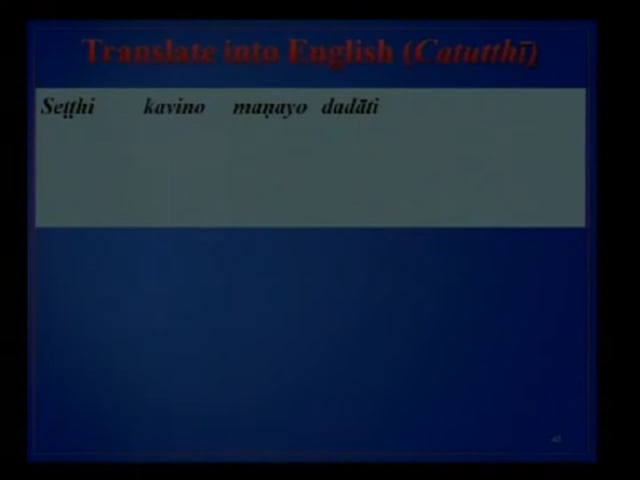 Translate into English (Catutthī)
Seṭṭhi kavino maṇayo dadāti